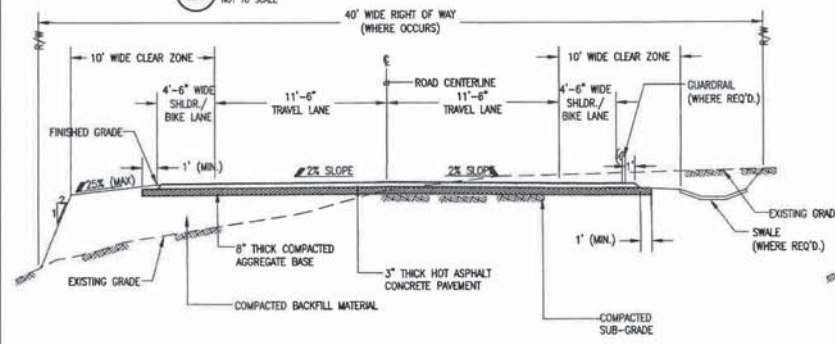 NOT TO SCALE
40' WIDE RIGHT OF WAY
(WHERE OCCURS)
R/W
R/W
10' WIDE CLEAR ZONE
10' WIDE CLEAR ZONE
ROAD CENTERLINE
4'-6" WIDE
SHLDR./
BIKE LANE
11'-6"
TRAVEL LANE
11'-6"
TRAVEL LANE
4'-6" WIDE
SHLDR./
BIKE LANE
GUARDRAIL
(WHERE REQ'D.)
FINISHED GRADE
1' (MIN.)
2% SLOPE
2% SLOPE
1'
25% (MAX)
2
1
EXISTING GRAD
SWALE
(WHERE REQ'D.)
1' (MIN.)
8" THICK COMPACTED
AGGREGATE BASE
3" THICK HOT ASPHALT
CONCRETE PAVEMENT
EXISTING GRADE
COMPACTED BACKFILL MATERIAL
COMPACTED
SUB-GRADE